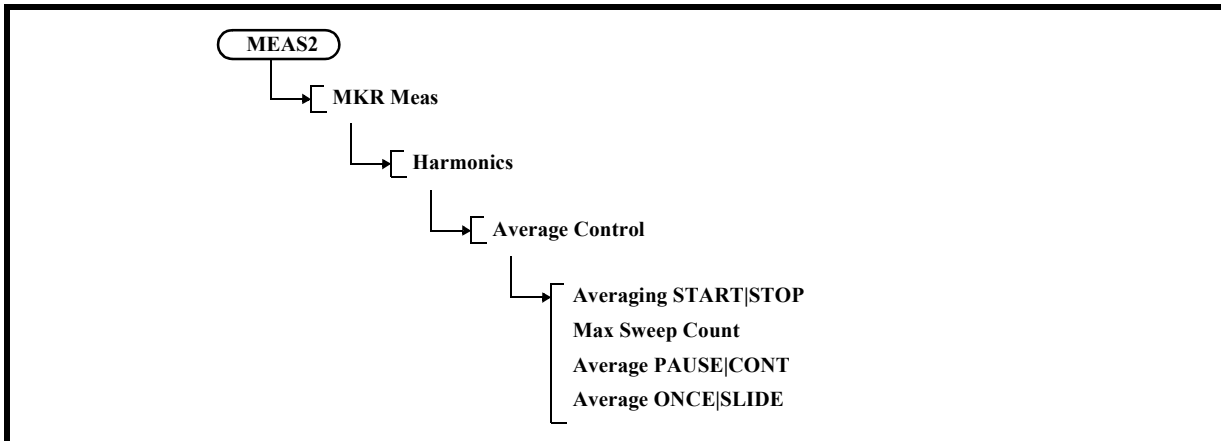 MEAS2
MKR Meas
Harmonics
Average Control
Averaging START|STOP
Max Sweep Count
Average PAUSE|CONT
Average ONCE|SLIDE